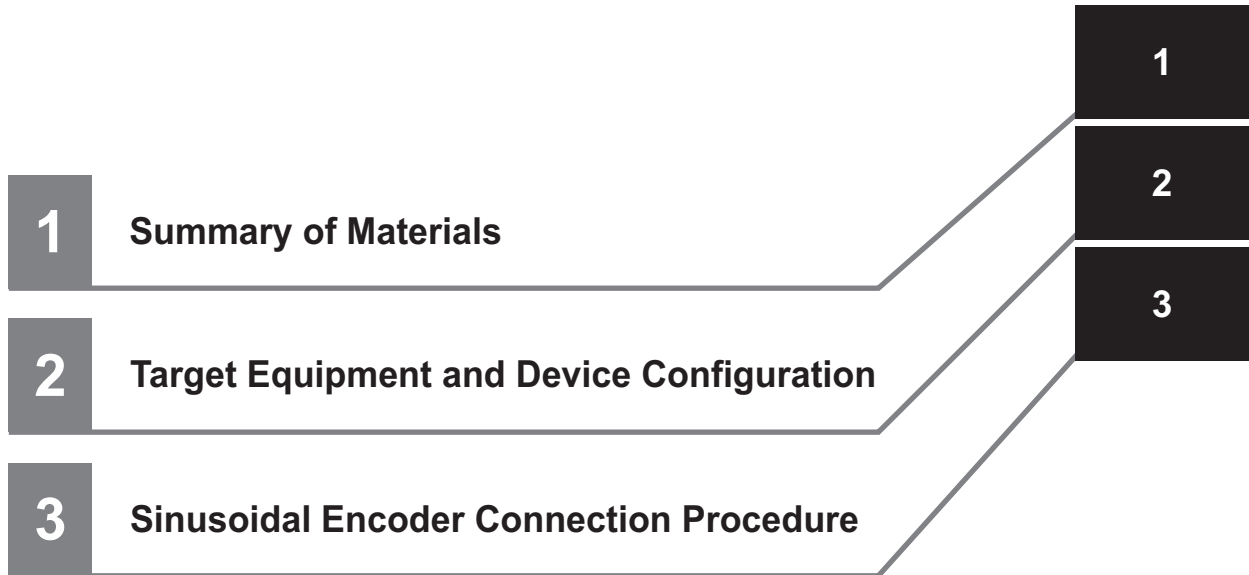 1
2
3
1 Summary of Materials
2 Target Equipment and Device Configuration
3 Sinusoidal Encoder Connection Procedure